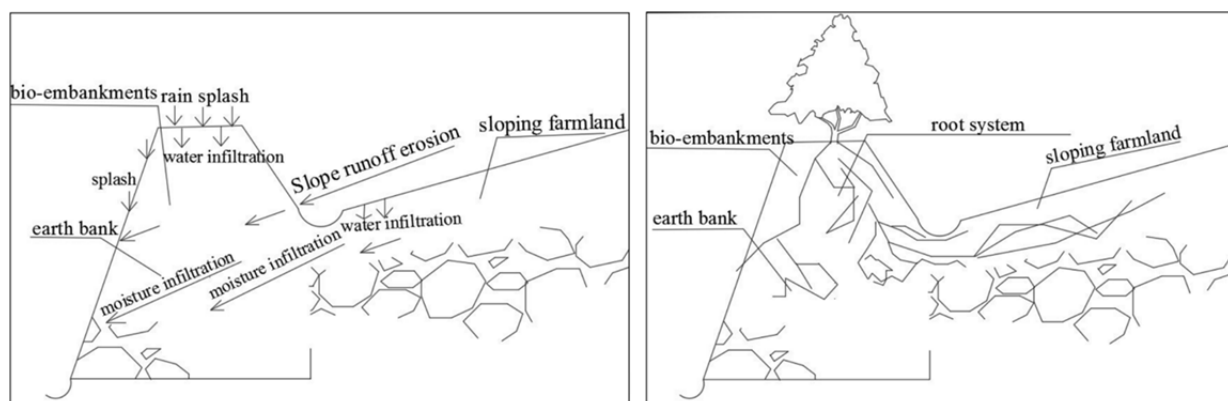 bio-embankments
rain splash
water infiltration
splash
Slope runoff erosion
sloping farmland
water infiltration
earth bank
moisture infiltration
moisture infiltration
bio-embankments
root system
sloping farmland
earth bank